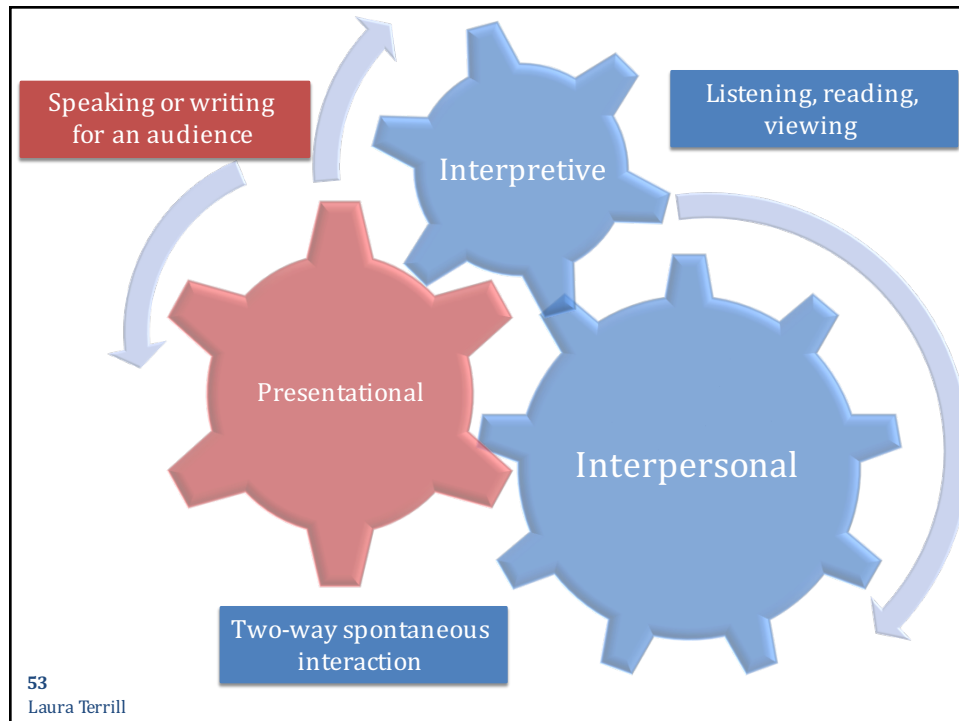 Speaking or writing
for an audience
Interpretive
Listening, reading,
viewing
Presentational
Interpersonal
Two-way spontaneous
interaction
53
Laura Terrill